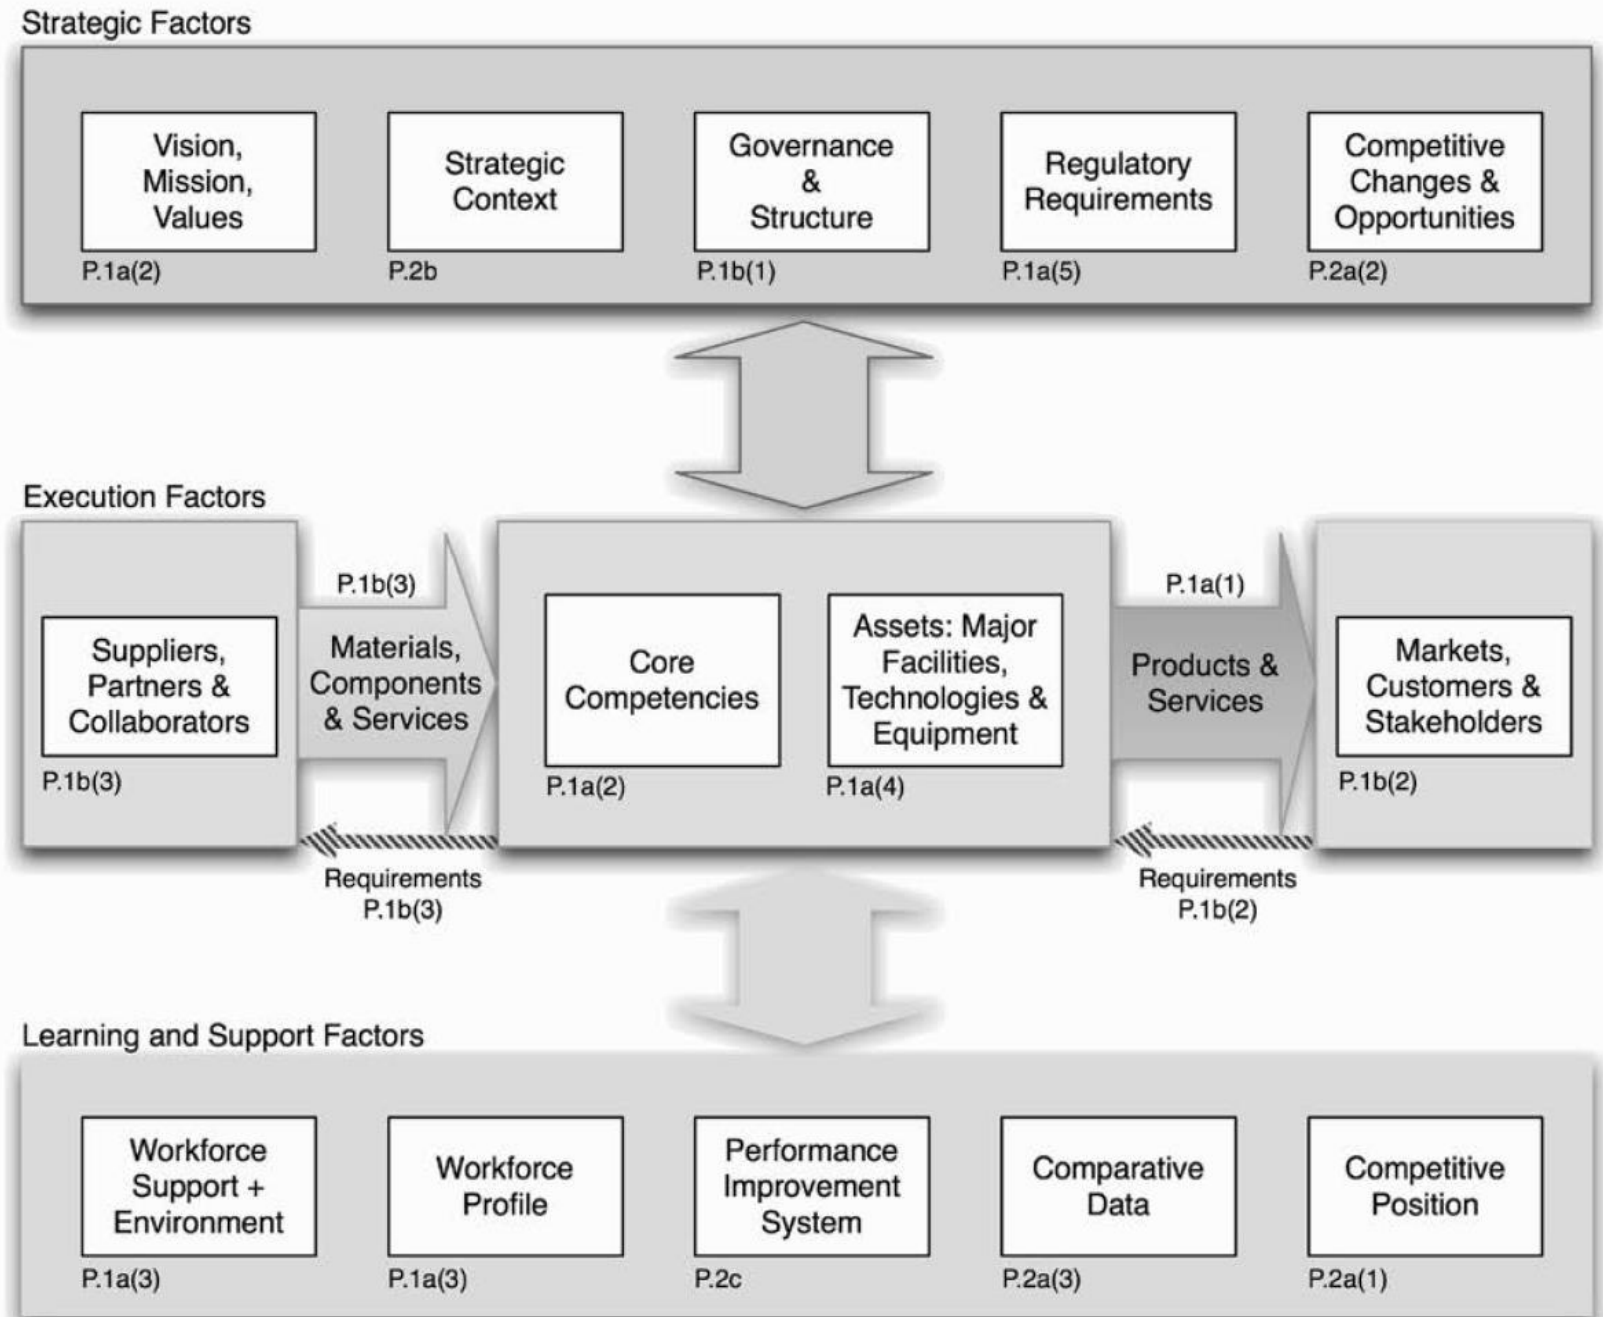 Strategic Factors
Vision,
Mission,
Values
P.1a(2)
Strategic
Context
P.2b
Governance
&
Structure
P.1b(1)
Regulatory
Requirements
P.1a(5)
Competitive
Changes &
Opportunities
P.2a(2)
Execution Factors
Suppliers,
Partners &
Collaborators
P.1b(3)
P.1b(3)
Materials,
Components
& Services
Requirements
P.1b(3)
Core
Competencies
P.1a(2)
Assets: Major
Facilities,
Technologies &
Equipment
P.1a(4)
P.1a(1)
Products &
Services
Requirements
P.1b(2)
Markets,
Customers &
Stakeholders
P.1b(2)
Learning and Support Factors
Workforce
Support +
Environment
P.1a(3)
Workforce
Profile
P.1a(3)
Performance
Improvement
System
P.2c
Comparative
Data
P.2a(3)
Competitive
Position
P.2a(1)